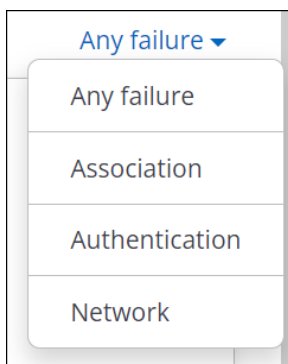 Any failure
Any failure
Association
Authentication
Network